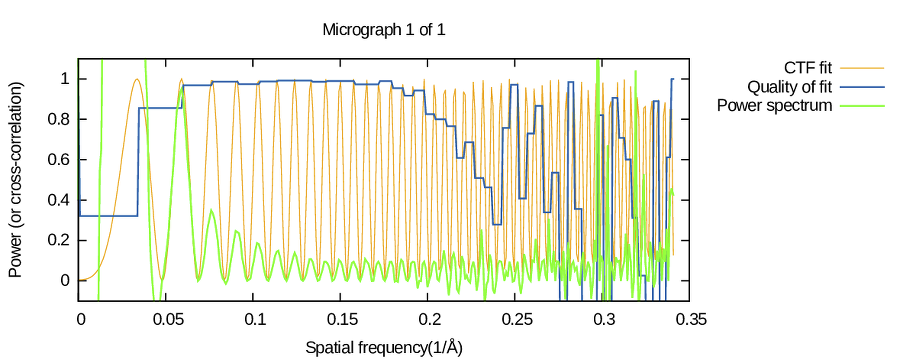 Micrograph 1 of 1
CTF fit
Quality of fit
Power spectrum
Power (or cross-correlation)
1
0.8
0.6
0.4
0.2
0
0 0.05 0.1 0.15 0.2 0.25 0.3 0.35
Spatial frequency(1/Å)